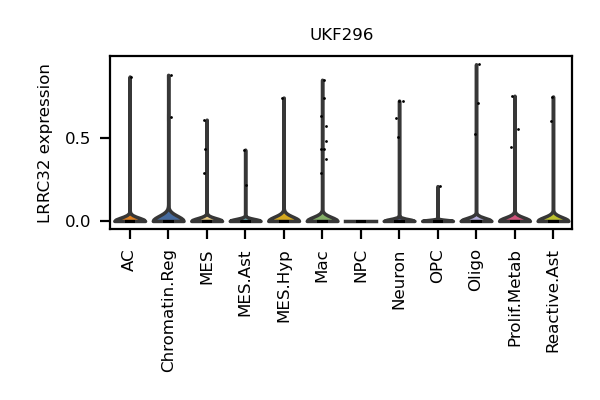 UKF296
LRRC32 expression
0.5
0.0
AC
Chromatin.Reg
MES
MES.Ast
MES.Hyp
Mac
NPC
Neuron
OPC
Oligo
Prolif.Metab
Reactive.Ast